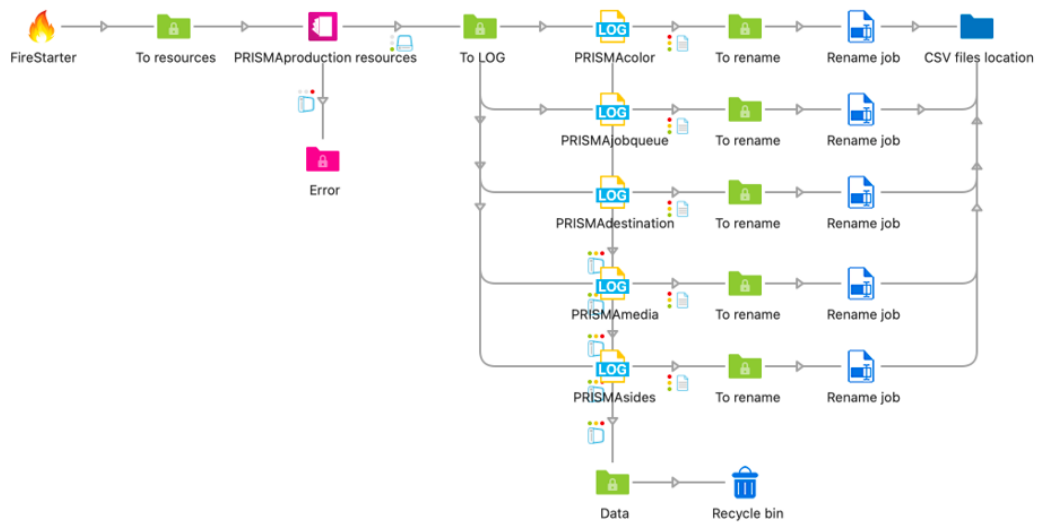 FireStarter
To resources
PRISMAproduction resources
To LOG
LOG
PRISMAcolor
To rename
Rename job
CSV files location
LOG
PRISMAjobqueue
To rename
Rename job
Error
LOG
PRISMAdestination
To rename
Rename job
LOG
PRISMAmedia
To rename
Rename job
LOG
PRISMAsides
To rename
Rename job
Data
Recycle bin